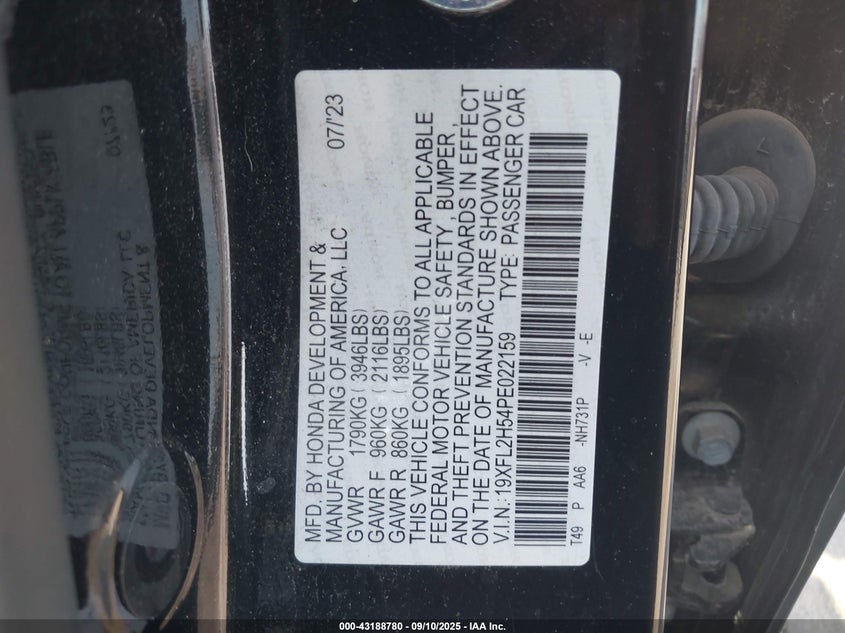 MFD. BY HONDA DEVELOPMENT &
MANUFACTURING OF AMERICA, LLC 07/'23
GVWR 1790KG ( 3946LBS)
GAWR F 960KG ( 2116LBS)
GAWR R 860KG ( 1895LBS)
THIS VEHICLE CONFORMS TO ALL APPLICABLE
FEDERAL MOTOR VEHICLE SAFETY, BUMPER,
AND THEFT PREVENTION STANDARDS IN EFFECT
ON THE DATE OF MANUFACTURE SHOWN ABOVE.
V.I.N.:19XFL2H54PE022159 TYPE: PASSENGER CAR
T49 P AA6 -NH731P -V -E
000-43188780 - 09/10/2025 - IAA Inc.